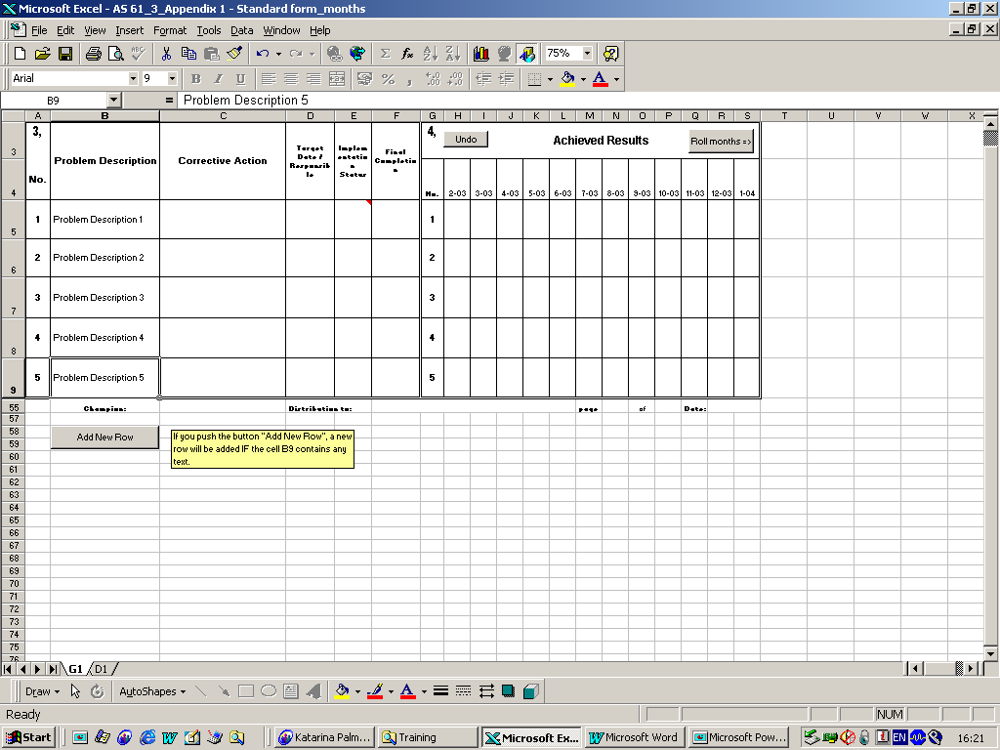 Microsoft Excel - AS 61_3_Appendix 1 - Standard form_months
File Edit View Insert Format Tools Data Window Help
75%
Arial 9 B I U
B9 = Problem Description 5
A B C D E F G H I J K L M N O P Q R S T U V W X
3 3, Problem Description Corrective Action Target Date / Responsible Implementation Status Final Completion 4, Undo Achieved Results Roll months =>
4 No. No. 2-03 3-03 4-03 5-03 6-03 7-03 8-03 9-03 10-03 11-03 12-03 1-04
5 1 Problem Description 1 1
6 2 Problem Description 2 2
7 3 Problem Description 3 3
8 4 Problem Description 4 4
9 5 Problem Description 5 5
55 Champion: Distribution to: page of Date:
57
58 Add New Row If you push the button "Add New Row", a new
59 row will be added IF the cell B9 contains any
60 text.
61
62
63
64
65
66
67
68
69
70
71
72
73
74
75
76
G1 D1
Draw AutoShapes
Ready NUM
Start Katarina Palm... Training Microsoft Ex... Microsoft Word Microsoft Pow... EN 16:21